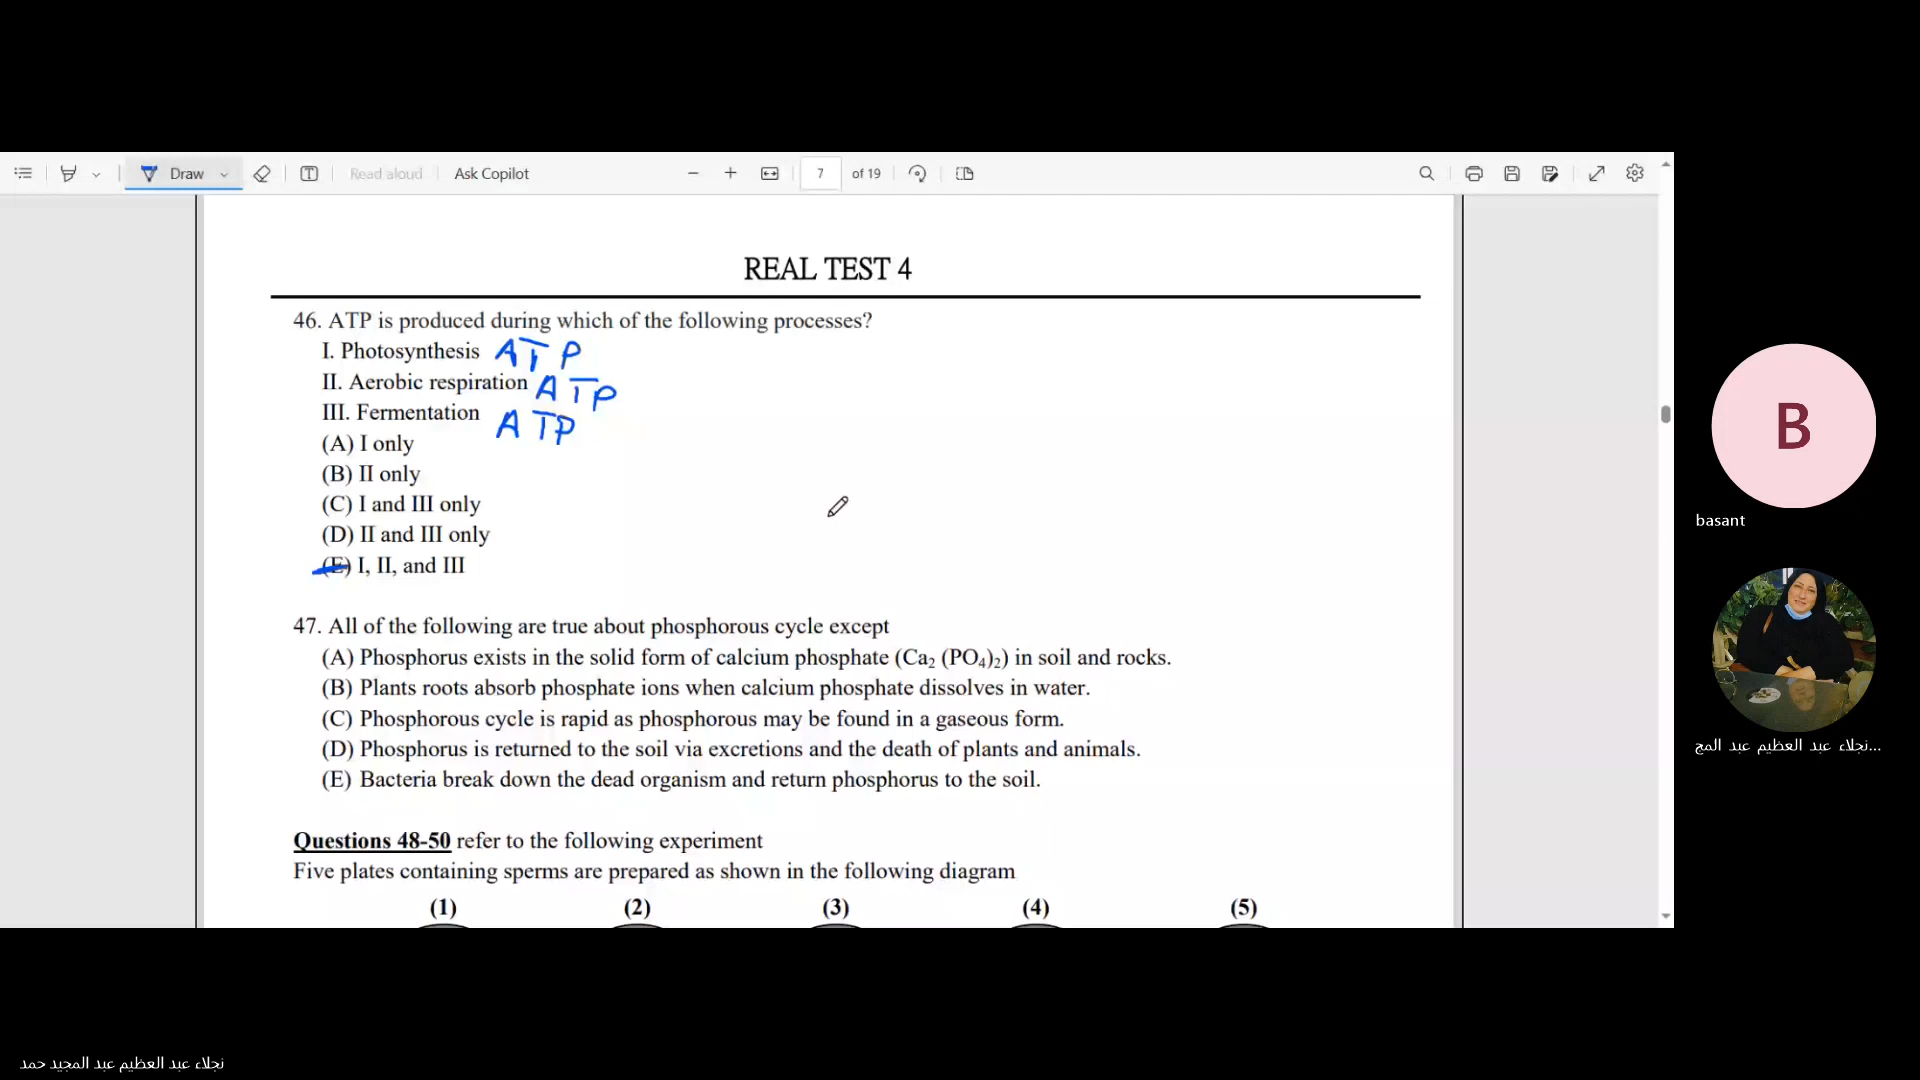 Draw
Read aloud
Ask Copilot
7
of 19
REAL TEST 4
46. ATP is produced during which of the following processes?
I. Photosynthesis ATP
II. Aerobic respiration ATP
III. Fermentation ATP
(A) I only
(B) II only
(C) I and III only
(D) II and III only
(E) I, II, and III
47. All of the following are true about phosphorous cycle except
(A) Phosphorus exists in the solid form of calcium phosphate (Ca₂ (PO₄)₂) in soil and rocks.
(B) Plants roots absorb phosphate ions when calcium phosphate dissolves in water.
(C) Phosphorous cycle is rapid as phosphorous may be found in a gaseous form.
(D) Phosphorus is returned to the soil via excretions and the death of plants and animals.
(E) Bacteria break down the dead organism and return phosphorus to the soil.
Questions 48-50 refer to the following experiment
Five plates containing sperms are prepared as shown in the following diagram
(1) (2) (3) (4) (5)
B
basant
نجلاء عبد العظيم عبد المج...
نجلاء عبد العظيم عبد المجيد حمد